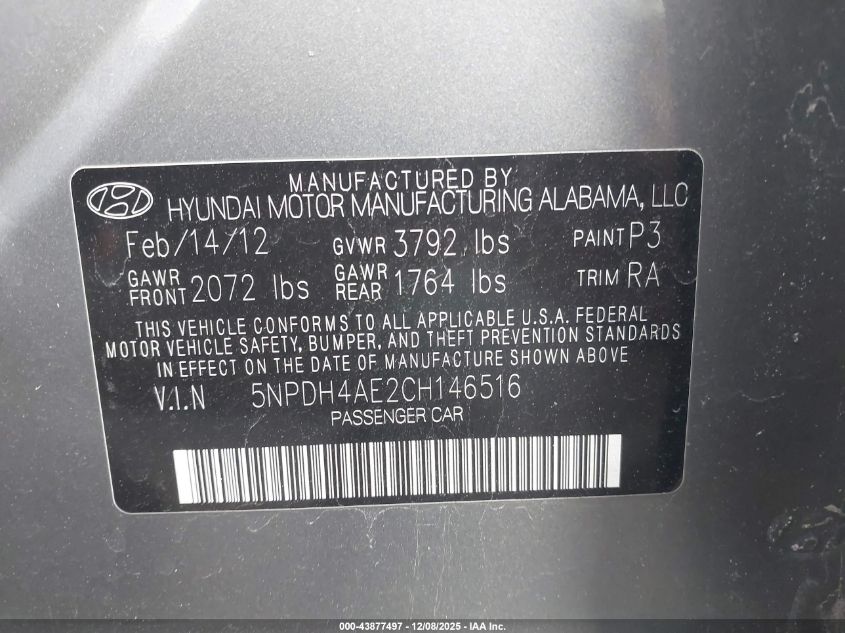 MANUFACTURED BY
HYUNDAI MOTOR MANUFACTURING ALABAMA, LLC
Feb/14/12 GVWR 3792 lbs PAINT P3
GAWR FRONT 2072 lbs GAWR REAR 1764 lbs TRIM RA
THIS VEHICLE CONFORMS TO ALL APPLICABLE U.S.A. FEDERAL
MOTOR VEHICLE SAFETY, BUMPER, AND THEFT PREVENTION STANDARDS
IN EFFECT ON THE DATE OF MANUFACTURE SHOWN ABOVE
V.I.N 5NPDH4AE2CH146516
PASSENGER CAR
000-43877497 - 12/08/2025 - IAA Inc.